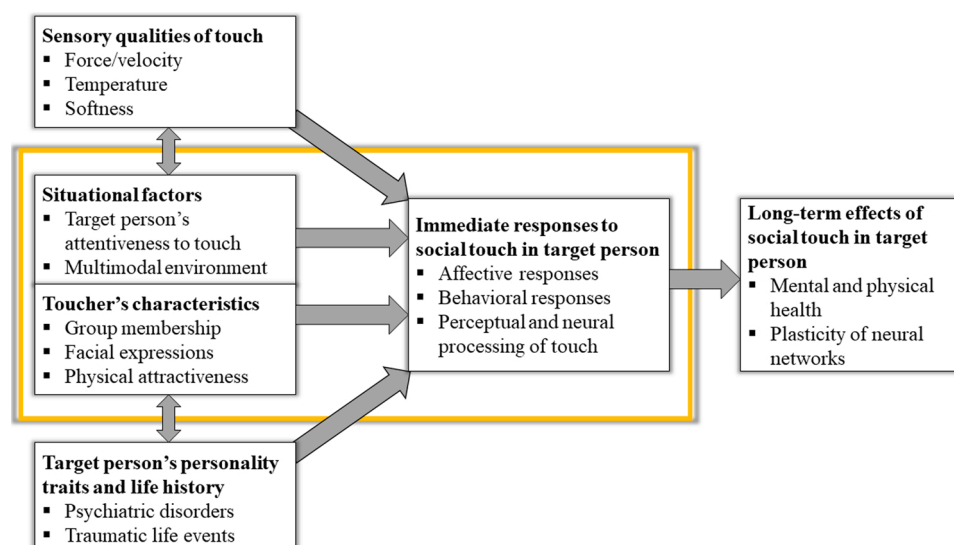 Sensory qualities of touch
▪ Force/velocity
▪ Temperature
▪ Softness
Situational factors
▪ Target person's
attentiveness to touch
▪ Multimodal environment
Toucher's characteristics
▪ Group membership
▪ Facial expressions
▪ Physical attractiveness
Target person's personality
traits and life history
▪ Psychiatric disorders
▪ Traumatic life events
Immediate responses to
social touch in target person
▪ Affective responses
▪ Behavioral responses
▪ Perceptual and neural
processing of touch
Long-term effects of
social touch in target
person
▪ Mental and physical
health
▪ Plasticity of neural
networks